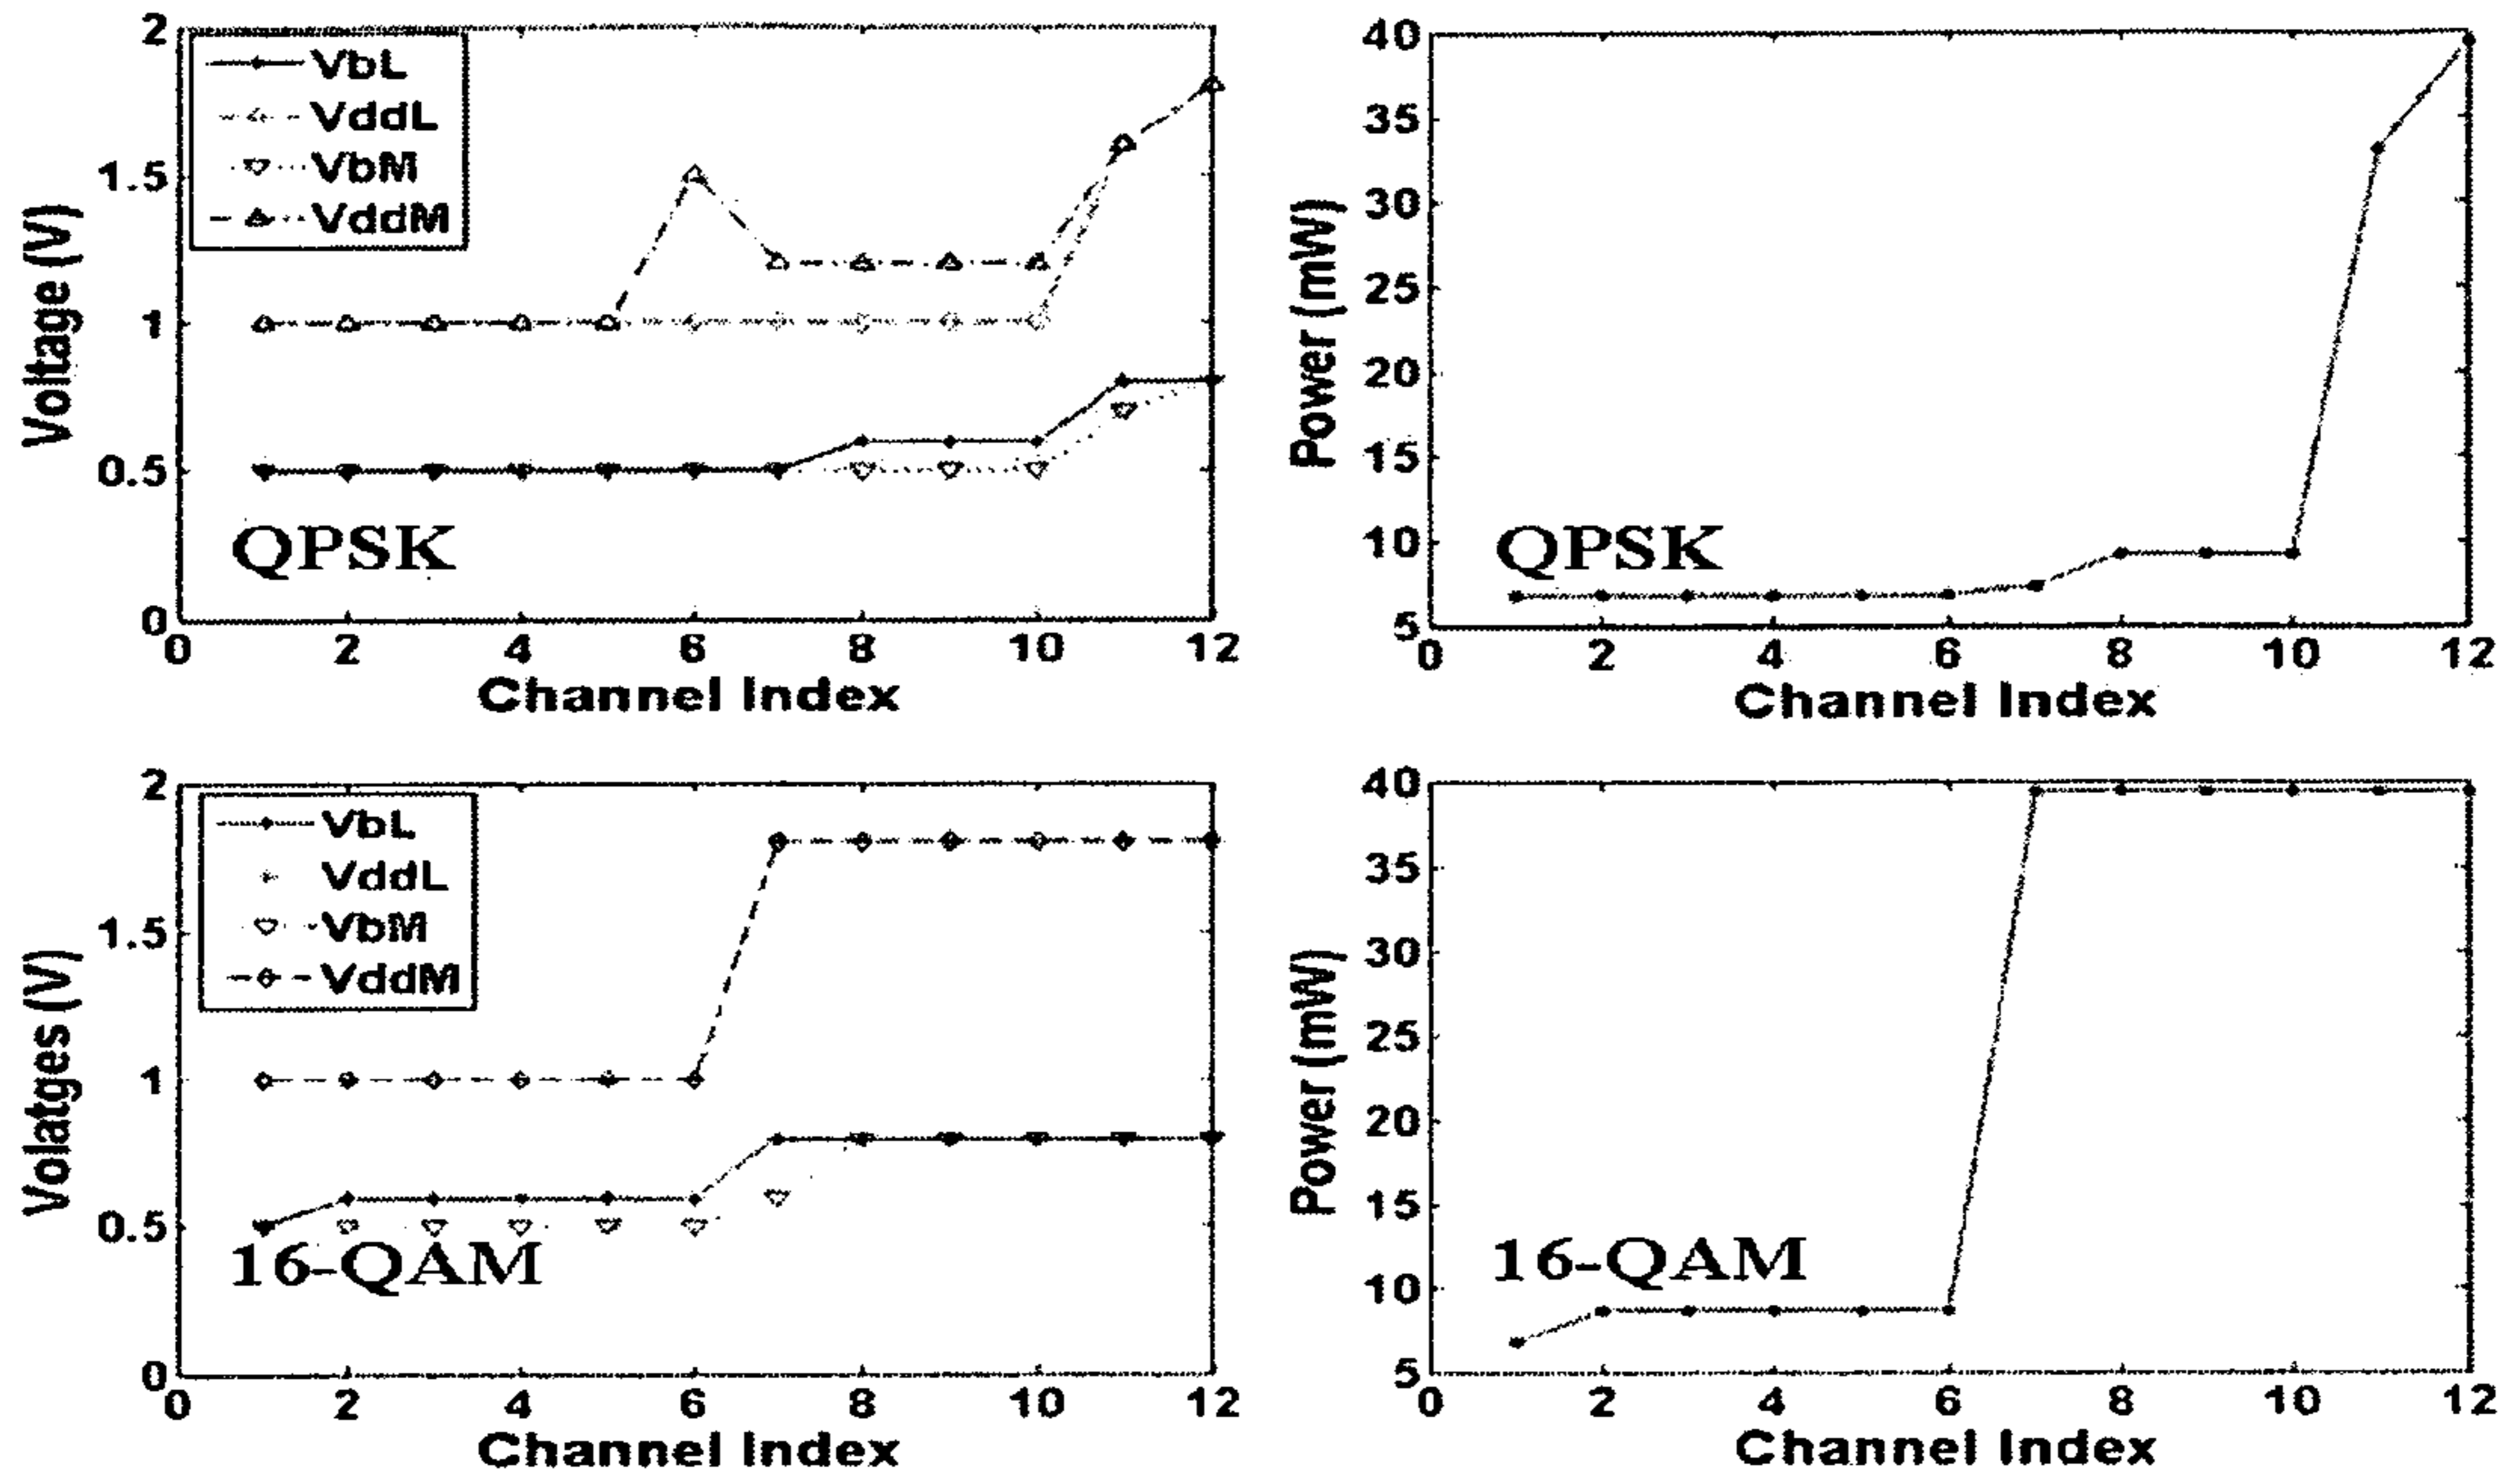 2
1.5
1
0.5
0
Voltage (V)
VbL
VddL
VbM
VddM
QPSK
0 2 4 6 8 10 12
Channel Index
40
35
30
25
20
15
10
5
Power (mW)
QPSK
0 2 4 6 8 10 12
Channel Index
2
1.5
1
0.5
0
Volatges (V)
VbL
VddL
VbM
VddM
16-QAM
0 2 4 6 8 10 12
Channel Index
40
35
30
25
20
15
10
5
Power (mW)
16-QAM
0 2 4 6 8 10 12
Channel Index